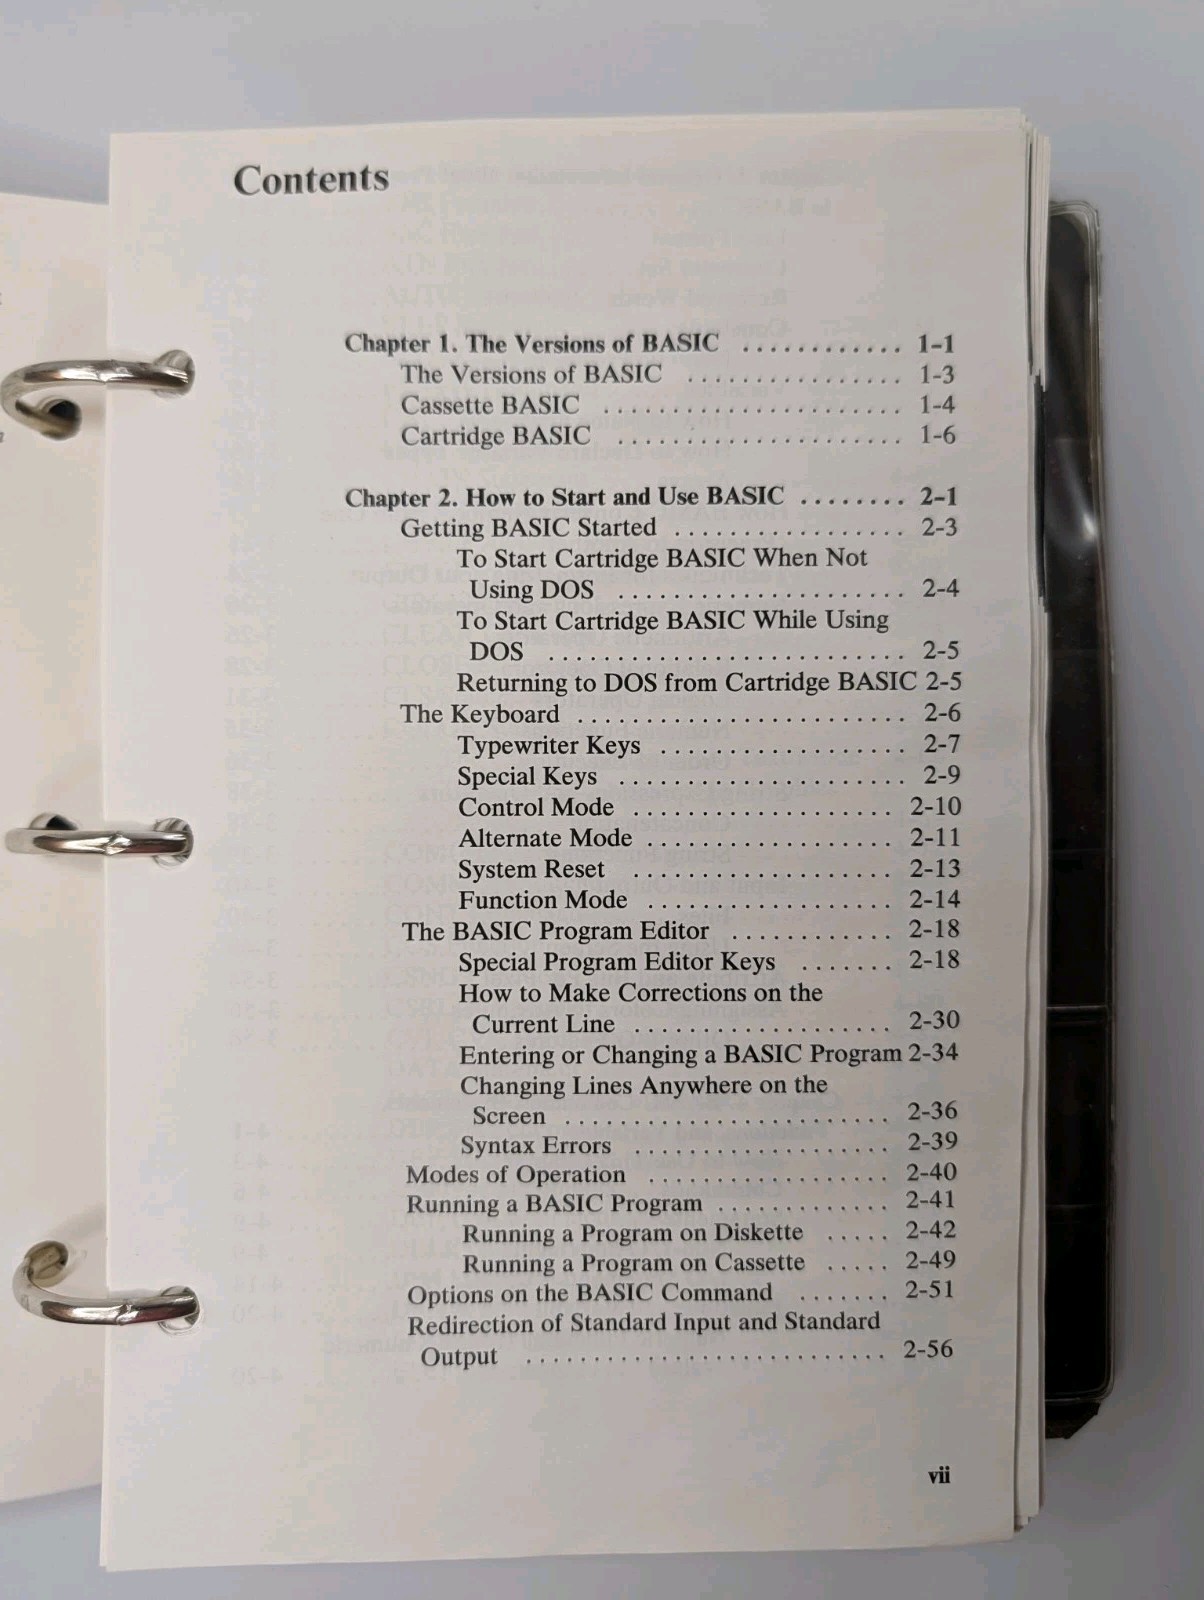 Contents
Chapter 1. The Versions of BASIC ............ 1-1
The Versions of BASIC ................ 1-3
Cassette BASIC ...................... 1-4
Cartridge BASIC ..................... 1-6
Chapter 2. How to Start and Use BASIC ........ 2-1
Getting BASIC Started ................. 2-3
To Start Cartridge BASIC When Not
Using DOS ..................... 2-4
To Start Cartridge BASIC While Using
DOS .......................... 2-5
Returning to DOS from Cartridge BASIC 2-5
The Keyboard ........................ 2-6
Typewriter Keys .................. 2-7
Special Keys ..................... 2-9
Control Mode ................... 2-10
Alternate Mode .................. 2-11
System Reset ................... 2-13
Function Mode .................. 2-14
The BASIC Program Editor ............ 2-18
Special Program Editor Keys ....... 2-18
How to Make Corrections on the
Current Line ................... 2-30
Entering or Changing a BASIC Program 2-34
Changing Lines Anywhere on the
Screen ........................ 2-36
Syntax Errors ................... 2-39
Modes of Operation .................. 2-40
Running a BASIC Program ............. 2-41
Running a Program on Diskette ..... 2-42
Running a Program on Cassette ..... 2-49
Options on the BASIC Command ....... 2-51
Redirection of Standard Input and Standard
Output ........................... 2-56
vii